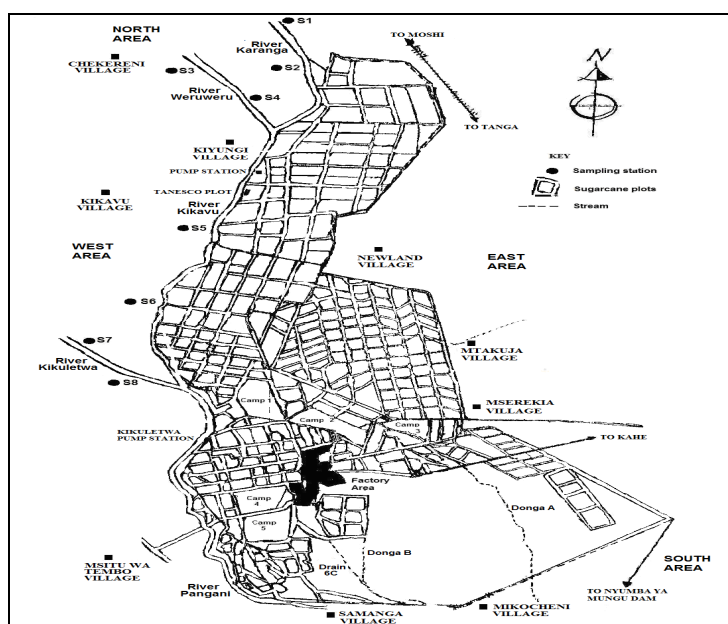 NORTH
AREA
S1
River
Karanga
TO MOSHI
N
CHEKERENI
VILLAGE
S3
S2
River
Weruweru
S4
TO TANGA
KIYUNGI
VILLAGE
KEY
PUMP STATION
Sampling station
TANESCO PLOT
Sugarcane plots
KIKAVU
VILLAGE
River
Kikavu
Stream
S5
WEST
AREA
NEWLAND
VILLAGE
EAST
AREA
S6
S7
River
Kikuletwa
MTAKUJA
VILLAGE
S8
Camp 1
MSEREKIA
VILLAGE
Camp 2
Camp
3
KIKULETWA
PUMP STATION
TO KAHE
Factory
Area
Camp
4
Donga A
Camp
5
Donga B
MSITU WA
TEMBO
VILLAGE
Drain
6C
SOUTH
AREA
River
Pangani
TO NYUMBA YA
MUNGU DAM
SAMANGA
VILLAGE
MIKOCHENI
VILLAGE